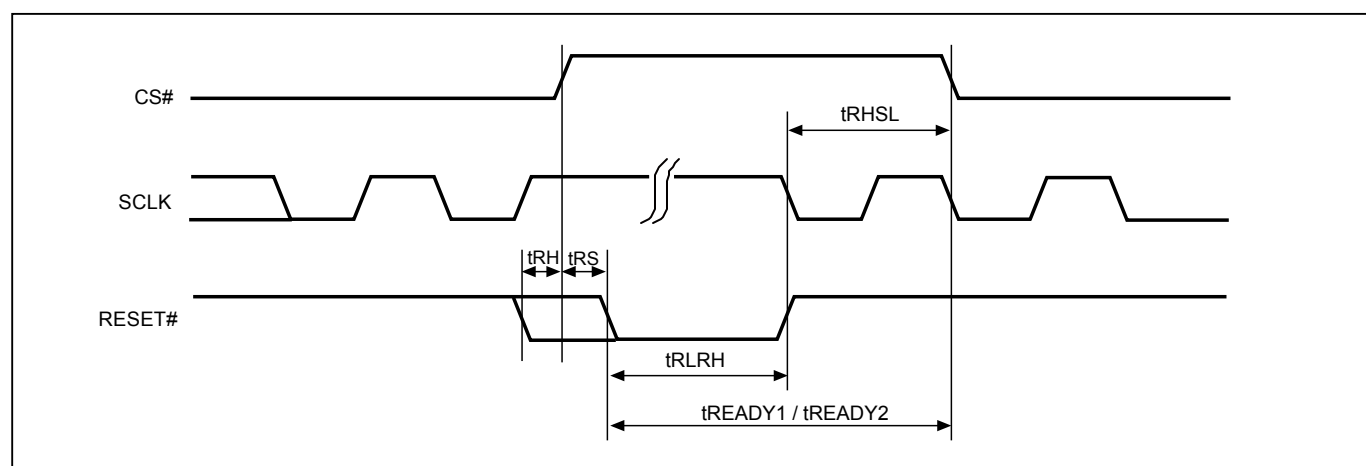 CS#
tRHSL
SCLK
tRH tRS
RESET#
tRLRH
tREADY1 / tREADY2